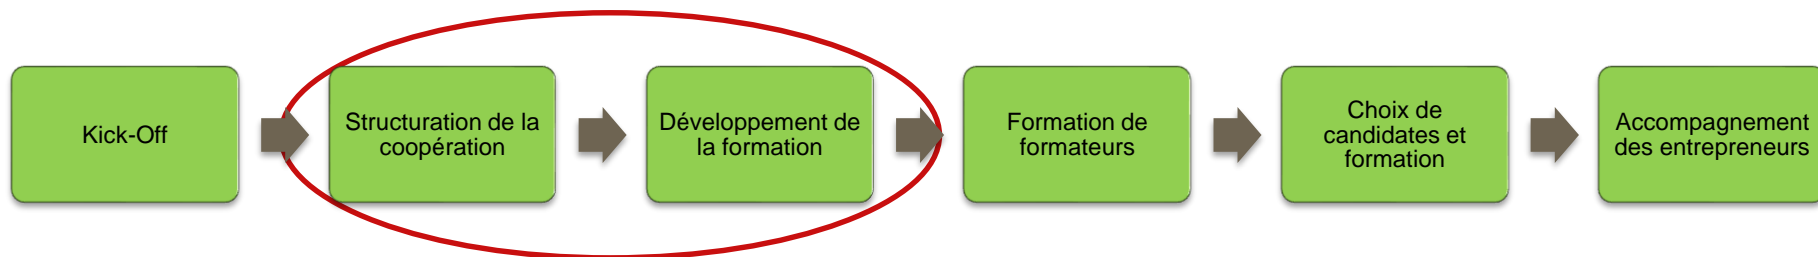 Kick-Off
Structuration de la
coopération
Développement de
la formation
Formation de
formateurs
Choix de
candidates et
formation
Accompagnement
des entrepreneurs